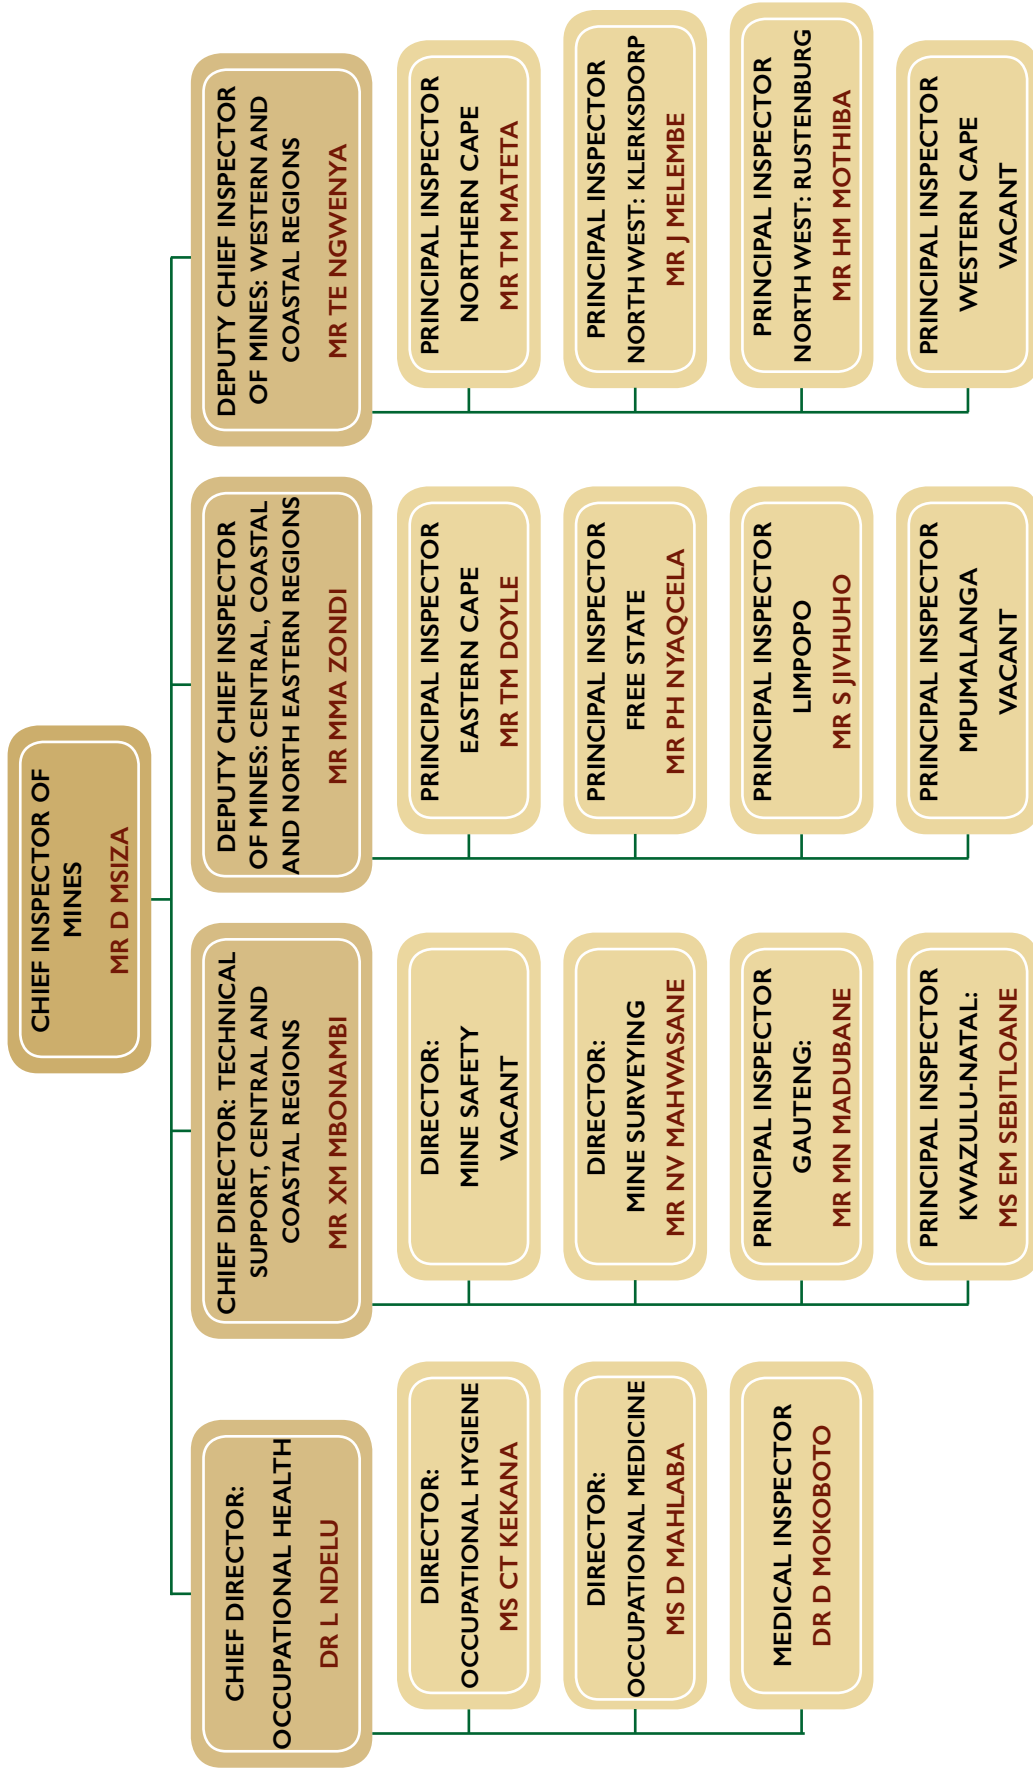 CHIEF INSPECTOR OF
MINES
MR D MSIZA
CHIEF DIRECTOR:
OCCUPATIONAL HEALTH
DR L NDELU
DIRECTOR:
OCCUPATIONAL HYGIENE
MS CT KEKANA
DIRECTOR:
OCCUPATIONAL MEDICINE
MS D MAHLABA
MEDICAL INSPECTOR
DR D MOKOBOTO
CHIEF DIRECTOR: TECHNICAL
SUPPORT, CENTRAL AND
COASTAL REGIONS
MR XM MBONAMBI
DIRECTOR:
MINE SAFETY
VACANT
DIRECTOR:
MINE SURVEYING
MR NV MAHWASANE
PRINCIPAL INSPECTOR
GAUTENG:
MR MN MADUBANE
PRINCIPAL INSPECTOR
KWAZULU-NATAL:
MS EM SEBITLOANE
DEPUTY CHIEF INSPECTOR
OF MINES: CENTRAL, COASTAL
AND NORTH EASTERN REGIONS
MR MMA ZONDI
PRINCIPAL INSPECTOR
EASTERN CAPE
MR TM DOYLE
PRINCIPAL INSPECTOR
FREE STATE
MR PH NYAQCELA
PRINCIPAL INSPECTOR
LIMPOPO
MR S JIVHUHO
PRINCIPAL INSPECTOR
MPUMALANGA
VACANT
DEPUTY CHIEF INSPECTOR
OF MINES: WESTERN AND
COASTAL REGIONS
MR TE NGWENYA
PRINCIPAL INSPECTOR
NORTHERN CAPE
MR TM MATETA
PRINCIPAL INSPECTOR
NORTH WEST: KLERKSDORP
MR J MELEMBE
PRINCIPAL INSPECTOR
NORTH WEST: RUSTENBURG
MR HM MOTHIBA
PRINCIPAL INSPECTOR
WESTERN CAPE
VACANT